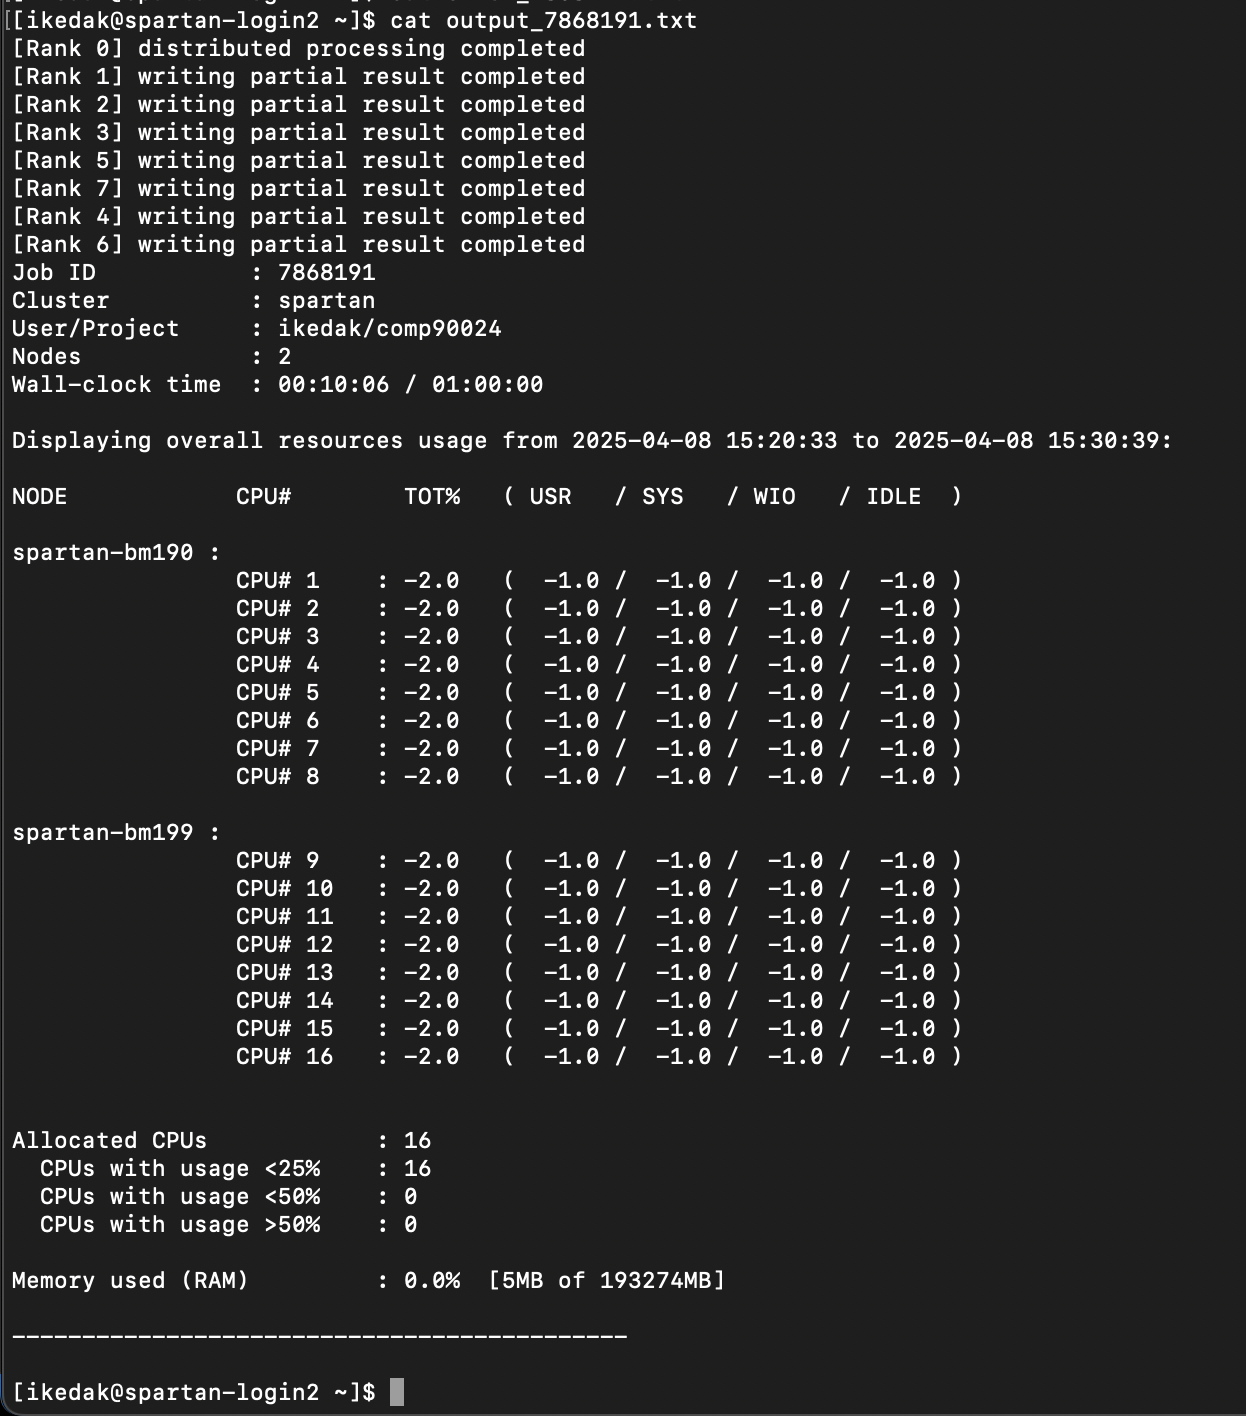 [[ikedak@spartan-login2 ~]$ cat output_7868191.txt
[Rank 0] distributed processing completed
[Rank 1] writing partial result completed
[Rank 2] writing partial result completed
[Rank 3] writing partial result completed
[Rank 5] writing partial result completed
[Rank 7] writing partial result completed
[Rank 4] writing partial result completed
[Rank 6] writing partial result completed
Job ID           : 7868191
Cluster          : spartan
User/Project     : ikedak/comp90024
Nodes            : 2
Wall-clock time  : 00:10:06 / 01:00:00
Displaying overall resources usage from 2025-04-08 15:20:33 to 2025-04-08 15:30:39:
NODE            CPU#        TOT%   ( USR   / SYS   / WIO   / IDLE  )
spartan-bm190 :
CPU# 1    : -2.0   (  -1.0 /  -1.0 /  -1.0 /  -1.0 )
CPU# 2    : -2.0   (  -1.0 /  -1.0 /  -1.0 /  -1.0 )
CPU# 3    : -2.0   (  -1.0 /  -1.0 /  -1.0 /  -1.0 )
CPU# 4    : -2.0   (  -1.0 /  -1.0 /  -1.0 /  -1.0 )
CPU# 5    : -2.0   (  -1.0 /  -1.0 /  -1.0 /  -1.0 )
CPU# 6    : -2.0   (  -1.0 /  -1.0 /  -1.0 /  -1.0 )
CPU# 7    : -2.0   (  -1.0 /  -1.0 /  -1.0 /  -1.0 )
CPU# 8    : -2.0   (  -1.0 /  -1.0 /  -1.0 /  -1.0 )
spartan-bm199 :
CPU# 9    : -2.0   (  -1.0 /  -1.0 /  -1.0 /  -1.0 )
CPU# 10   : -2.0   (  -1.0 /  -1.0 /  -1.0 /  -1.0 )
CPU# 11   : -2.0   (  -1.0 /  -1.0 /  -1.0 /  -1.0 )
CPU# 12   : -2.0   (  -1.0 /  -1.0 /  -1.0 /  -1.0 )
CPU# 13   : -2.0   (  -1.0 /  -1.0 /  -1.0 /  -1.0 )
CPU# 14   : -2.0   (  -1.0 /  -1.0 /  -1.0 /  -1.0 )
CPU# 15   : -2.0   (  -1.0 /  -1.0 /  -1.0 /  -1.0 )
CPU# 16   : -2.0   (  -1.0 /  -1.0 /  -1.0 /  -1.0 )
Allocated CPUs            : 16
CPUs with usage <25%    : 16
CPUs with usage <50%    : 0
CPUs with usage >50%    : 0
Memory used (RAM)         : 0.0%  [5MB of 193274MB]
--------------------------------------------
[ikedak@spartan-login2 ~]$